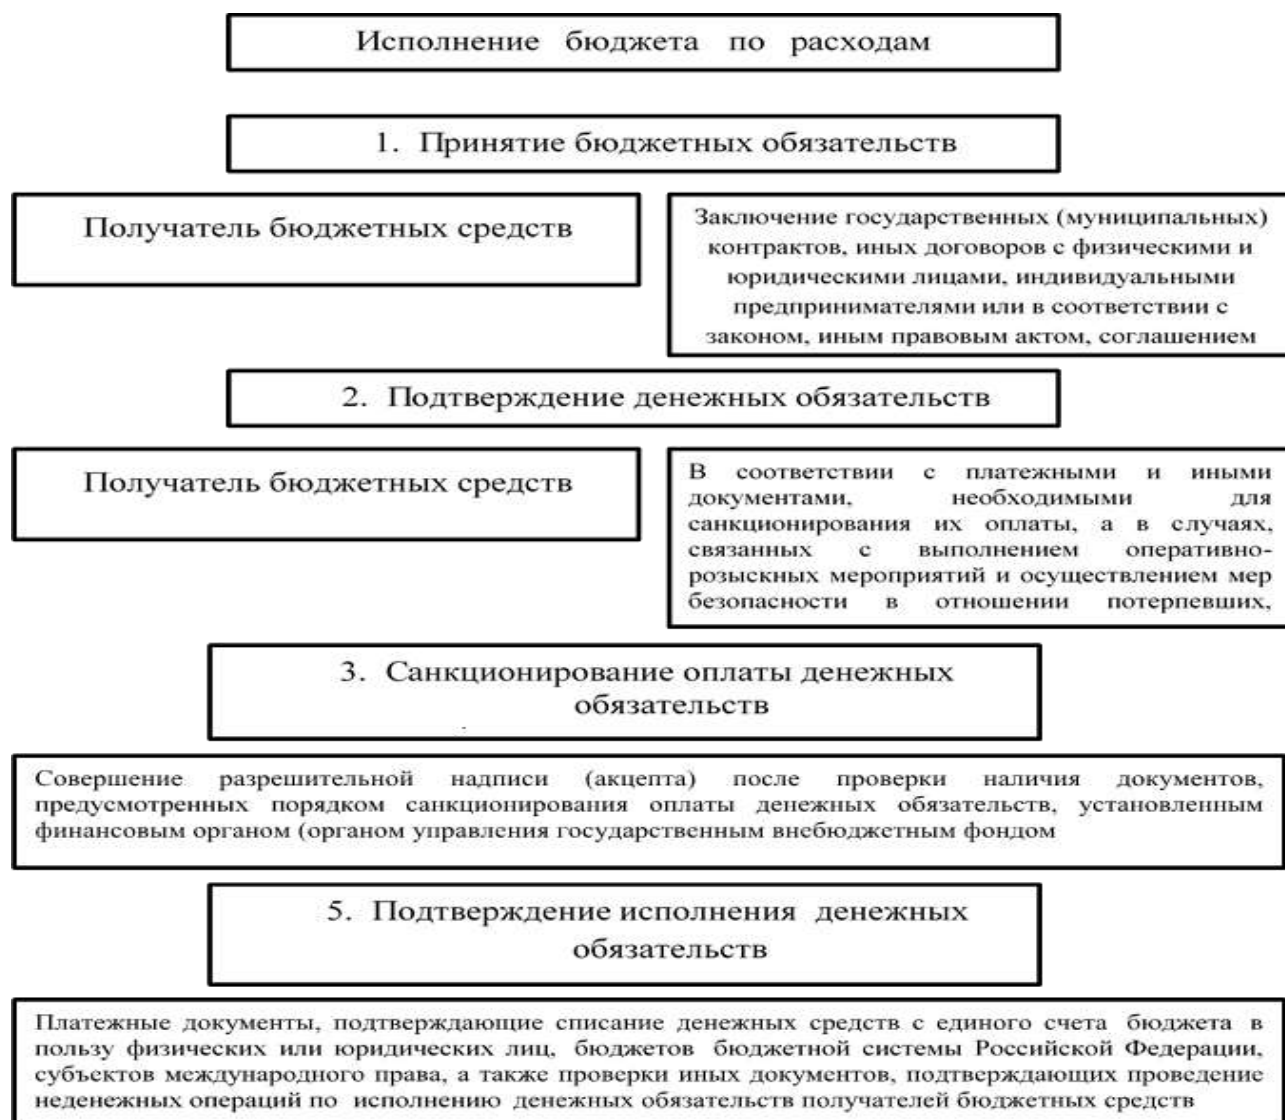 Исполнение бюджета по расходам
1. Принятие бюджетных обязательств
Получатель бюджетных средств
Заключение государственных (муниципальных)
контрактов, иных договоров с физическими и
юридическими лицами, индивидуальными
предпринимателями или в соответствии с
законом, иным правовым актом, соглашением
2. Подтверждение денежных обязательств
Получатель бюджетных средств
В соответствии с платежными и иными
документами, необходимыми для
санкционирования их оплаты, а в случаях,
связанных с выполнением оперативно-
розыскных мероприятий и осуществлением мер
безопасности в отношении потерпевших,
3. Санкционирование оплаты денежных
обязательств
Совершение разрешительной надписи (акцепта) после проверки наличия документов,
предусмотренных порядком санкционирования оплаты денежных обязательств, установленным
финансовым органом (органом управления государственным внебюджетным фондом
5. Подтверждение исполнения денежных
обязательств
Платежные документы, подтверждающие списание денежных средств с единого счета бюджета в
пользу физических или юридических лиц, бюджетов бюджетной системы Российской Федерации,
субъектов международного права, а также проверки иных документов, подтверждающих проведение
неденежных операций по исполнению денежных обязательств получателей бюджетных средств